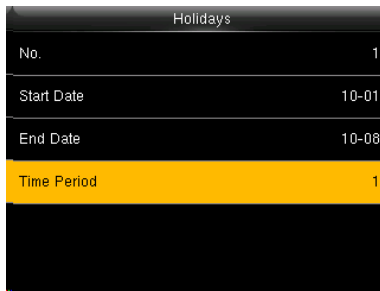 Holidays
No. 1
Start Date 10-01
End Date 10-08
Time Period 1